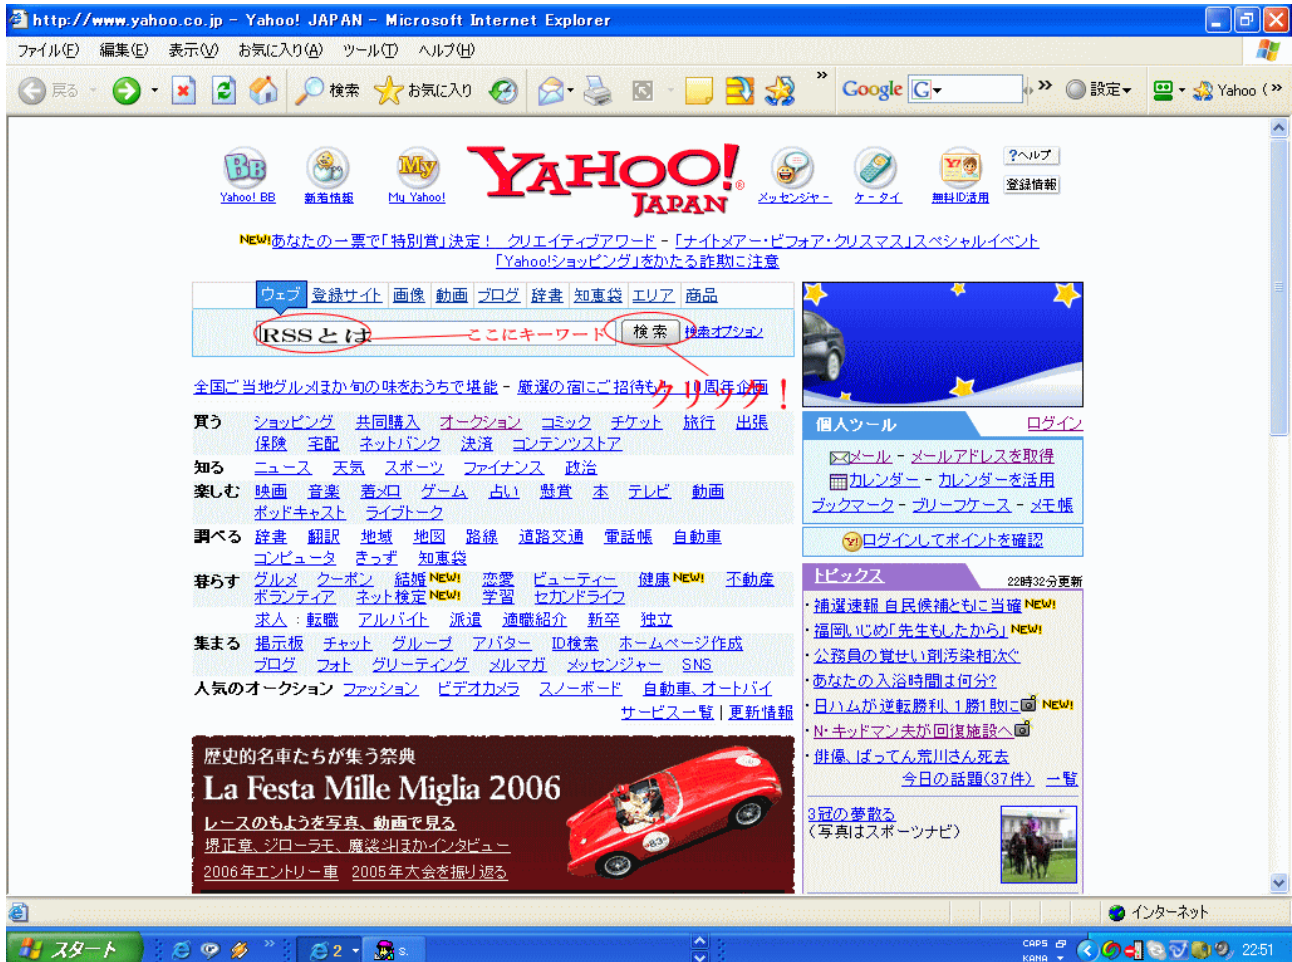 http://www.yahoo.co.jp - Yahoo! JAPAN - Microsoft Internet Explorer
ファイル(F) 編集(E) 表示(V) お気に入り(A) ツール(T) ヘルプ(H)
戻る 検索 お気に入り Google G 設定 Yahoo (
YAHOO! JAPAN
BB My ?ヘルプ
登録情報
Yahoo! BB 新着情報 My Yahoo! メッセンジャー ケータイ 無料ID活用
NEW!あなたの一票で「特別賞」決定！ クリエイティブアワード - 「ナイトメアー・ビフォア・クリスマス」スペシャルイベント
「Yahoo!ショッピング」をかたる詐欺に注意
ウェブ 登録サイト 画像 動画 ブログ 辞書 知恵袋 エリア 商品
RSSとは ここにキーワード 検索 検索オプション
クリック！
全国ご当地グルメほか旬の味をおうちで堪能 - 厳選の宿にご招待も 10周年企画
買う ショッピング 共同購入 オークション コミック チケット 旅行 出張
保険 宅配 ネットバンク 決済 コンテンツストア
知る ニュース 天気 スポーツ ファイナンス 政治
楽しむ 映画 音楽 着メロ ゲーム 占い 懸賞 本 テレビ 動画
ポッドキャスト ライブトーク
調べる 辞書 翻訳 地域 地図 路線 道路交通 電話帳 自動車
コンピュータ きっず 知恵袋
暮らす グルメ クーポン 結婚NEW! 恋愛 ビューティー 健康NEW! 不動産
ボランティア ネット検定NEW! 学習 セカンドライフ
求人：転職 アルバイト 派遣 適職紹介 新卒 独立
集まる 掲示板 チャット グループ アバター ID検索 ホームページ作成
ブログ フォト グリーティング メルマガ メッセンジャー SNS
人気のオークション ファッション ビデオカメラ スノーボード 自動車、オートバイ
サービス一覧 | 更新情報
歴史的名車たちが集う祭典
La Festa Mille Miglia 2006
レースのもようを写真、動画で見る
堺正章、ジローラモ、魔裟斗ほかインタビュー
2006年エントリー車 2005年大会を振り返る
83
個人ツール ログイン
メール - メールアドレスを取得
カレンダー - カレンダーを活用
ブックマーク - ブリーフケース - メモ帳
ログインしてポイントを確認
トピックス 22時32分更新
・補選速報 自民候補ともに当確 NEW!
・福岡いじめ「先生もしたから」 NEW!
・公務員の覚せい剤汚染相次ぐ
・あなたの入浴時間は何分?
・日ハムが逆転勝利、1勝1敗に NEW!
・N・キッドマン夫が回復施設へ
・俳優、ばってん荒川さん死去
今日の話題(37件) 一覧
3冠の夢散る
(写真はスポーツナビ)
インターネット
スタート 2 S. CAPS KANA 22:51